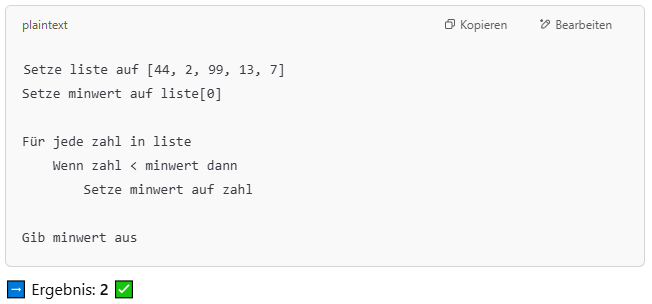 plaintext Kopieren Bearbeiten
Setze liste auf [44, 2, 99, 13, 7]
Setze minwert auf liste[0]
Für jede zahl in liste
    Wenn zahl < minwert dann
        Setze minwert auf zahl
Gib minwert aus
➡️ Ergebnis: 2 ✅